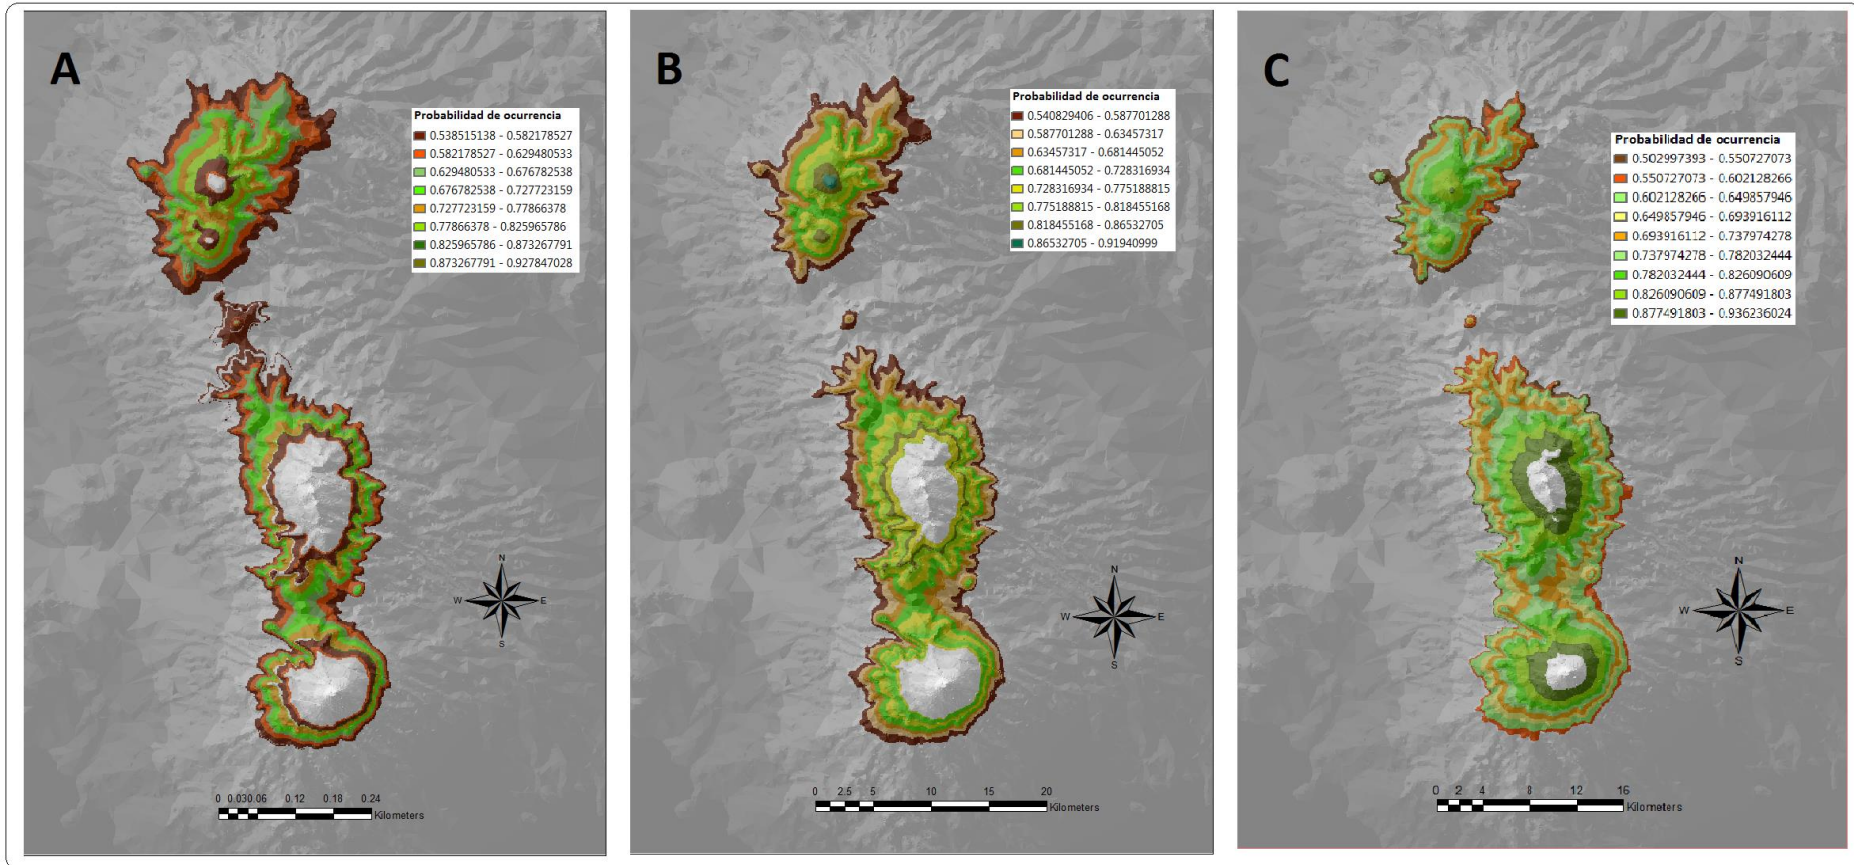 A
Probabilidad de ocurrencia
0.538515138 - 0.582178527
0.582178527 - 0.629480533
0.629480533 - 0.676782538
0.676782538 - 0.727723159
0.727723159 - 0.77866378
0.77866378 - 0.825965786
0.825965786 - 0.873267791
0.873267791 - 0.927847028
N
W E
S
0 0.030.06 0.12 0.18 0.24
Kilometers
B
Probabilidad de ocurrencia
0.540829406 - 0.587701288
0.587701288 - 0.63457317
0.63457317 - 0.681445052
0.681445052 - 0.728316934
0.728316934 - 0.775188815
0.775188815 - 0.818455168
0.818455168 - 0.86532705
0.86532705 - 0.91940999
N
W E
S
0 2.5 5 10 15 20
Kilometers
C
Probabilidad de ocurrencia
0.502997393 - 0.550727073
0.550727073 - 0.602128266
0.602128266 - 0.649857946
0.649857946 - 0.693916112
0.693916112 - 0.737974278
0.737974278 - 0.782032444
0.782032444 - 0.826090609
0.826090609 - 0.877491803
0.877491803 - 0.936236024
N
W E
S
0 2 4 8 12 16
Kilometers